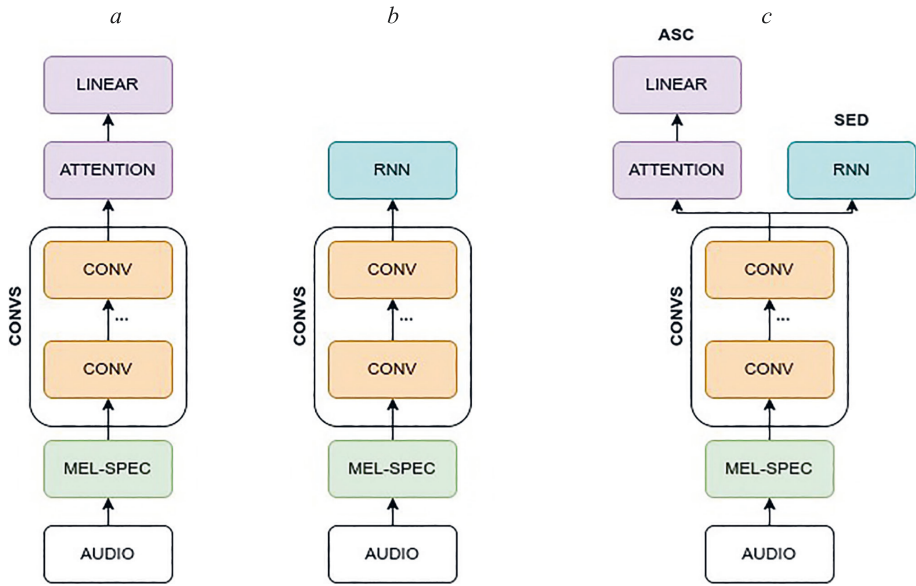 a
LINEAR
ATTENTION
CONVS
CONV
...
CONV
MEL-SPEC
AUDIO
b
RNN
CONVS
CONV
...
CONV
MEL-SPEC
AUDIO
c
ASC
LINEAR
ATTENTION
SED
RNN
CONVS
CONV
...
CONV
MEL-SPEC
AUDIO